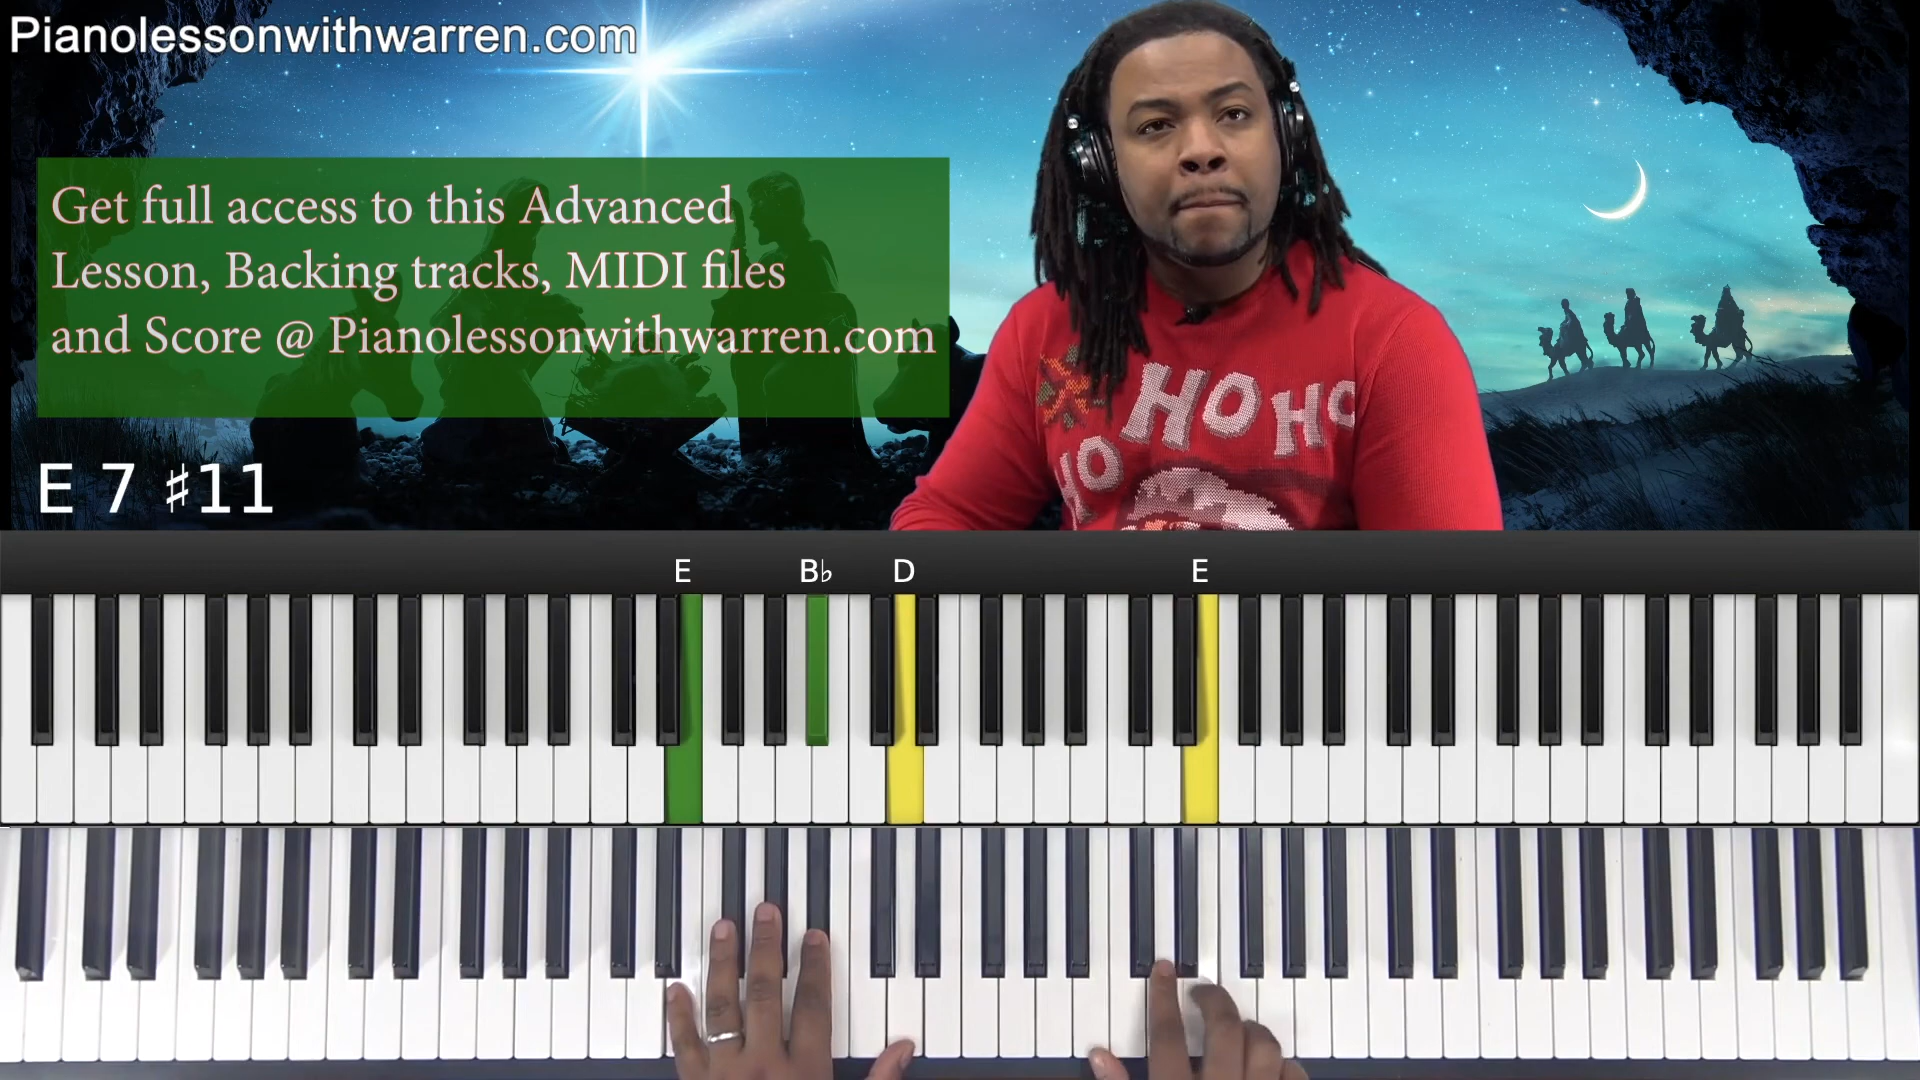 Pianolessonwithwarren.com
Get full access to this Advanced
Lesson, Backing tracks, MIDI files
and Score @ Pianolessonwithwarren.com
HO HO HO
E 7 ♯11
E B♭ D E